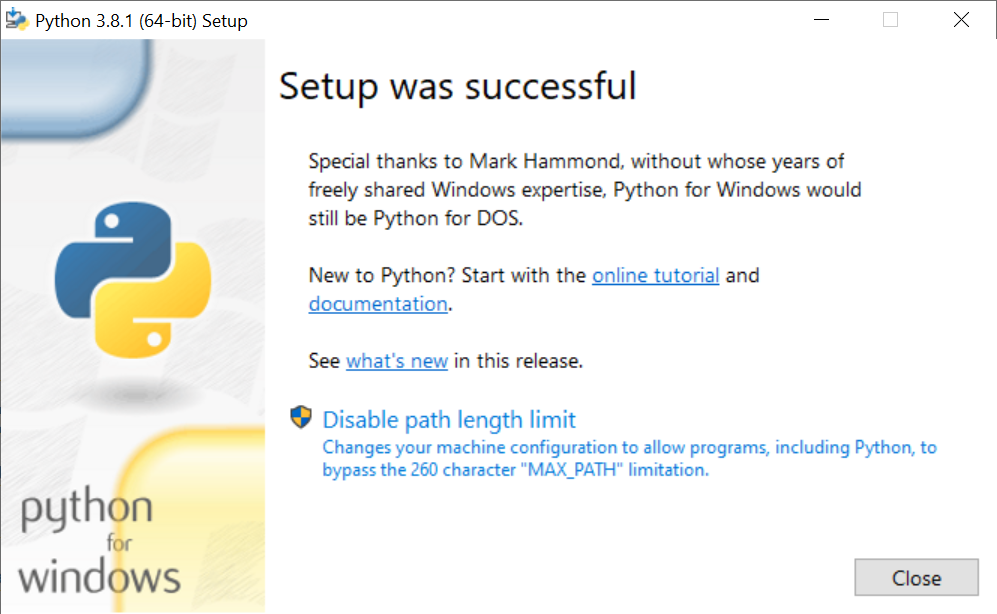 Python 3.8.1 (64-bit) Setup
Setup was successful
Special thanks to Mark Hammond, without whose years of
freely shared Windows expertise, Python for Windows would
still be Python for DOS.
New to Python? Start with the online tutorial and
documentation.
See what's new in this release.
Disable path length limit
Changes your machine configuration to allow programs, including Python, to
bypass the 260 character "MAX_PATH" limitation.
python
for
windows
Close